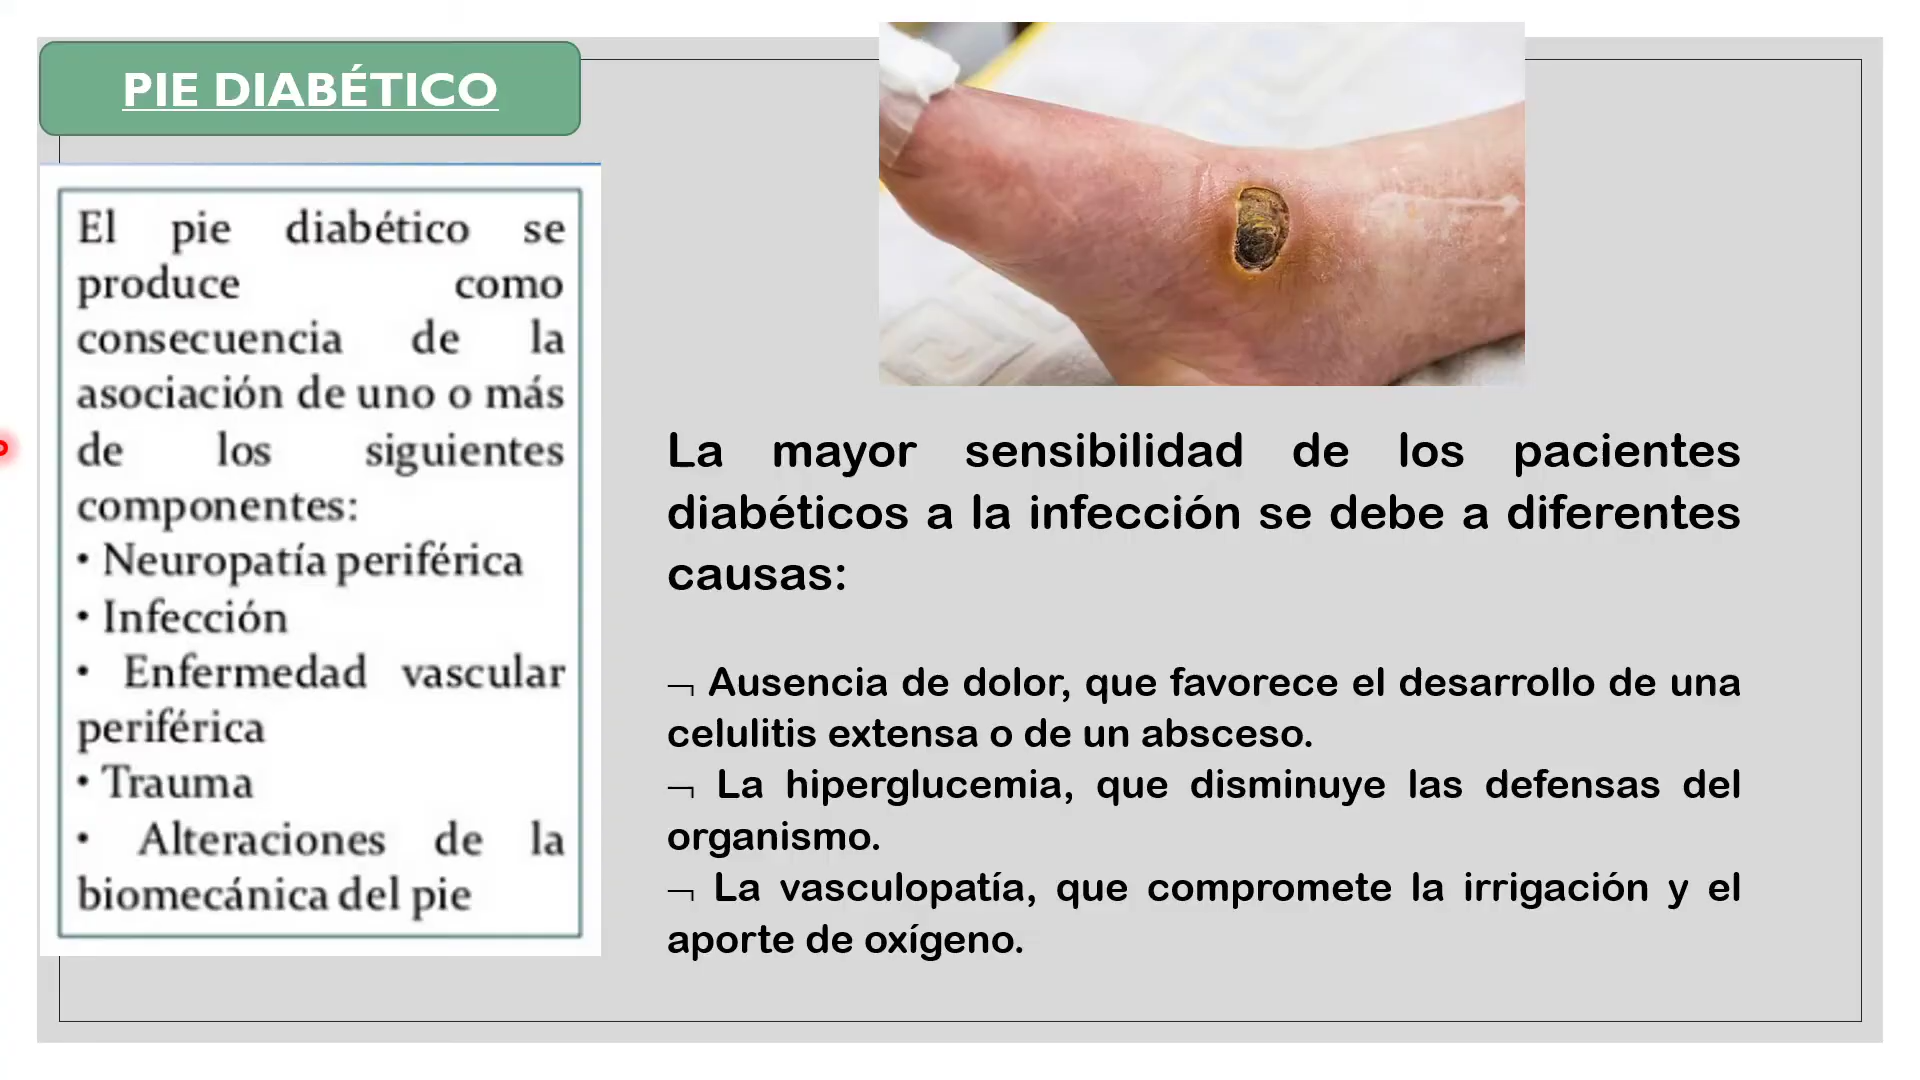 PIE DIABÉTICO
El pie diabético se
produce como
consecuencia de la
asociación de uno o más
de los siguientes
componentes:
• Neuropatía periférica
• Infección
• Enfermedad vascular
periférica
• Trauma
• Alteraciones de la
biomecánica del pie
La mayor sensibilidad de los pacientes
diabéticos a la infección se debe a diferentes
causas:
¬ Ausencia de dolor, que favorece el desarrollo de una
celulitis extensa o de un absceso.
¬ La hiperglucemia, que disminuye las defensas del
organismo.
¬ La vasculopatía, que compromete la irrigación y el
aporte de oxígeno.